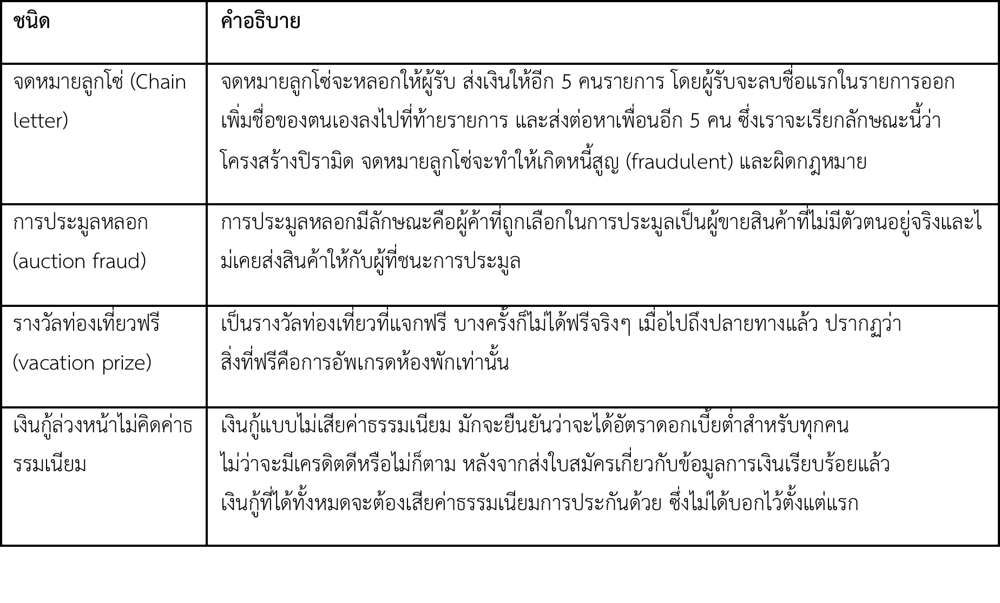 ชนิด
คำอธิบาย
จดหมายลูกโซ่ (Chain
letter)
จดหมายลูกโซ่จะหลอกให้ผู้รับ ส่งเงินให้อีก 5 คนรายการ โดยผู้รับจะลบชื่อแรกในรายการออก
เพิ่มชื่อของตนเองลงไปที่ท้ายรายการ และส่งต่อหาเพื่อนอีก 5 คน ซึ่งเราจะเรียกลักษณะนี้ว่า
โครงสร้างปิรามิด จดหมายลูกโซ่จะทำให้เกิดหนี้สูญ (fraudulent) และผิดกฎหมาย
การประมูลหลอก
(auction fraud)
การประมูลหลอกมีลักษณะคือผู้ค้าที่ถูกเลือกในการประมูลเป็นผู้ขายสินค้าที่ไม่มีตัวตนอยู่จริงและไ
ม่เคยส่งสินค้าให้กับผู้ที่ชนะการประมูล
รางวัลท่องเที่ยวฟรี
(vacation prize)
เป็นรางวัลท่องเที่ยวที่แจกฟรี บางครั้งก็ไม่ได้ฟรีจริงๆ เมื่อไปถึงปลายทางแล้ว ปรากฏว่า
สิ่งที่ฟรีคือการอัพเกรดห้องพักเท่านั้น
เงินกู้ล่วงหน้าไม่คิดค่าธ
รรมเนียม
เงินกู้แบบไม่เสียค่าธรรมเนียม มักจะยืนยันว่าจะได้อัตราดอกเบี้ยต่ำสำหรับทุกคน
ไม่ว่าจะมีเครดิตดีหรือไม่ก็ตาม หลังจากส่งใบสมัครเกี่ยวกับข้อมูลการเงินเรียบร้อยแล้ว
เงินกู้ที่ได้ทั้งหมดจะต้องเสียค่าธรรมเนียมการประกันด้วย ซึ่งไม่ได้บอกไว้ตั้งแต่แรก